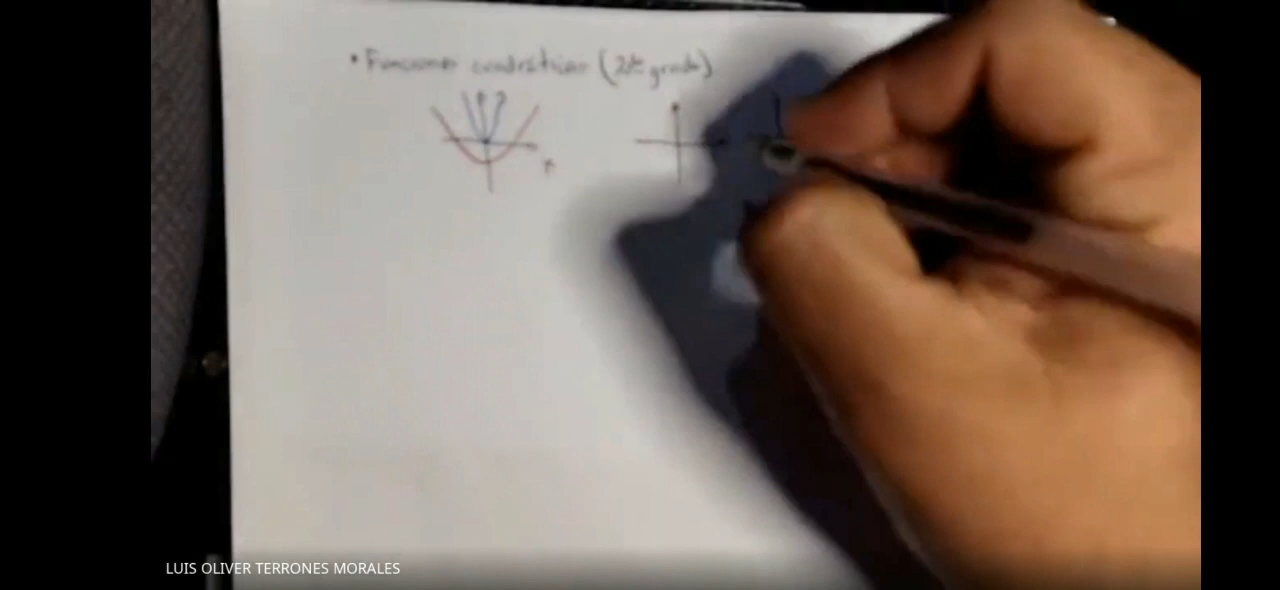 • Funciones cuadráticas (2do grado)
x
LUIS OLIVER TERRONES MORALES